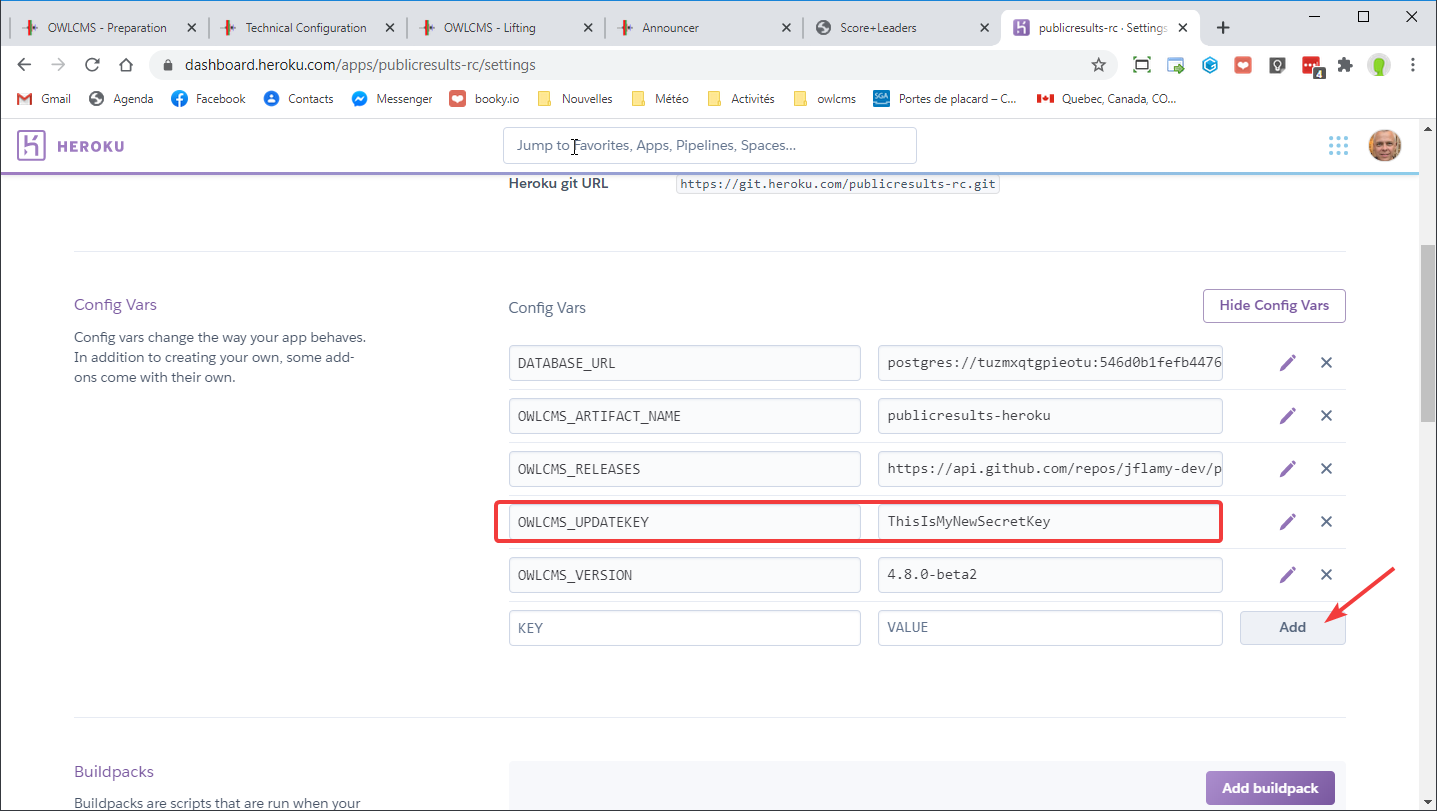 OWLCMS - Preparation
Technical Configuration
OWLCMS - Lifting
Announcer
Score+Leaders
publicresults-rc · Settings
dashboard.heroku.com/apps/publicresults-rc/settings
4
Gmail
Agenda
Facebook
Contacts
Messenger
booky.io
Nouvelles
Météo
Activités
owlcms
SGA
Portes de placard – C...
Quebec, Canada, CO...
HEROKU
Jump to Favorites, Apps, Pipelines, Spaces...
Heroku git URL
https://git.heroku.com/publicresults-rc.git
Config Vars
Config vars change the way your app behaves.
In addition to creating your own, some add-
ons come with their own.
Config Vars
Hide Config Vars
DATABASE_URL
postgres://tuzmxqtgpieotu:546d0b1fefb4476
OWLCMS_ARTIFACT_NAME
publicresults-heroku
OWLCMS_RELEASES
https://api.github.com/repos/jflamy-dev/p
OWLCMS_UPDATEKEY
ThisIsMyNewSecretKey
OWLCMS_VERSION
4.8.0-beta2
KEY
VALUE
Add
Buildpacks
Buildpacks are scripts that are run when your
Add buildpack